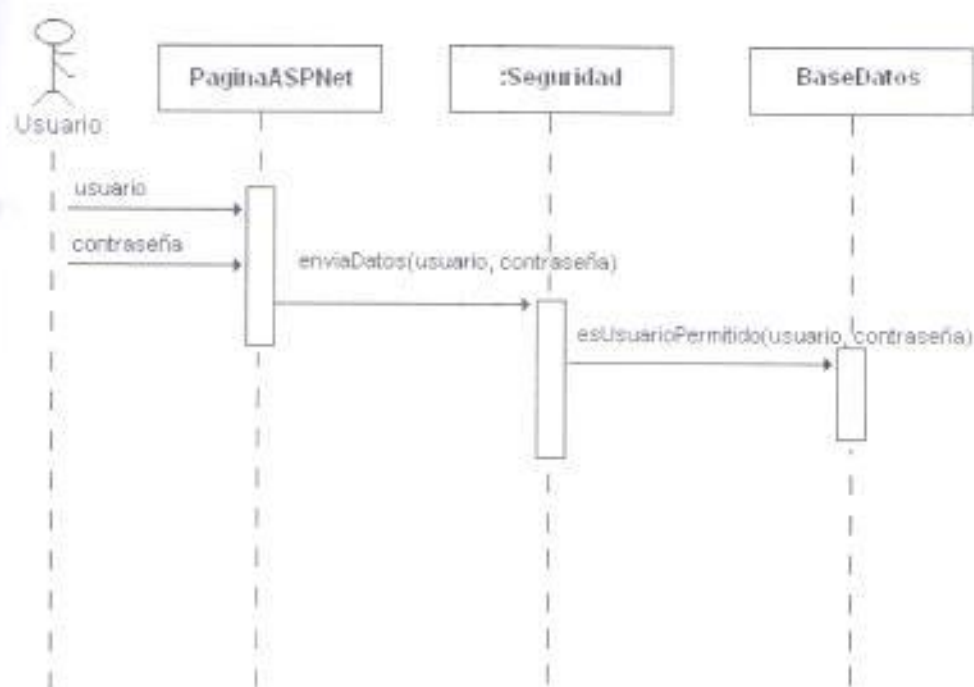 PaginaASPNet
:Seguridad
BaseDatos
Usuario
usuario
contraseña
enviaDatos(usuario, contraseña)
esUsuarioPermitido(usuario, contraseña)